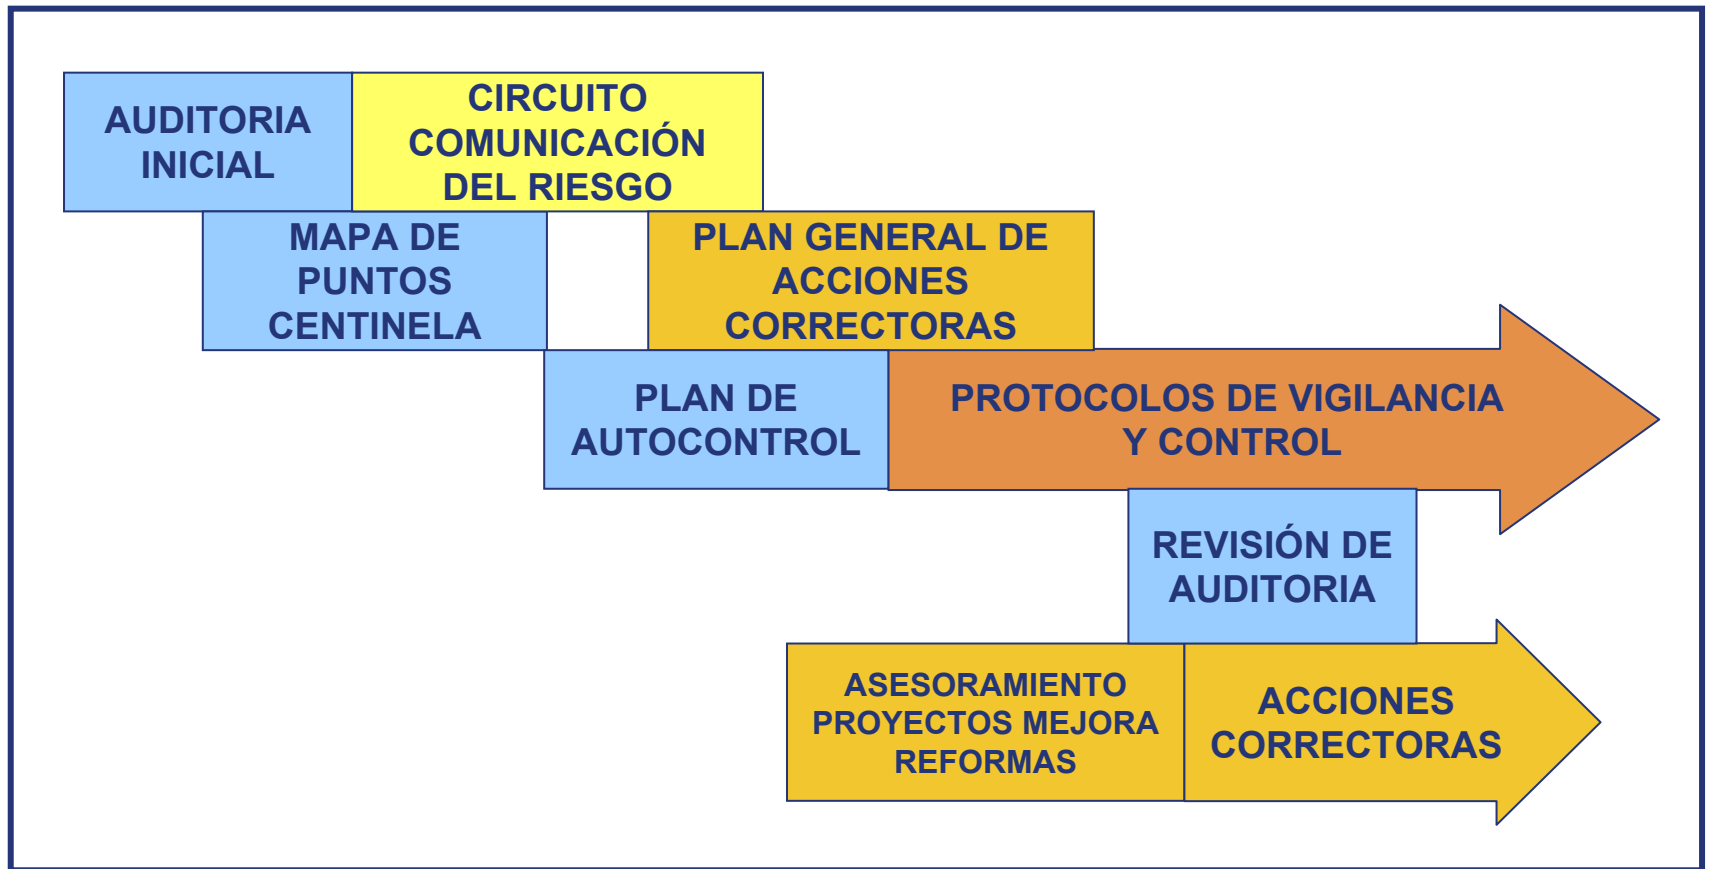 AUDITORIA
INICIAL
CIRCUITO
COMUNICACIÓN
DEL RIESGO
MAPA DE
PUNTOS
CENTINELA
PLAN GENERAL DE
ACCIONES
CORRECTORAS
PLAN DE
AUTOCONTROL
PROTOCOLOS DE VIGILANCIA
Y CONTROL
REVISIÓN DE
AUDITORIA
ASESORAMIENTO
PROYECTOS MEJORA
REFORMAS
ACCIONES
CORRECTORAS